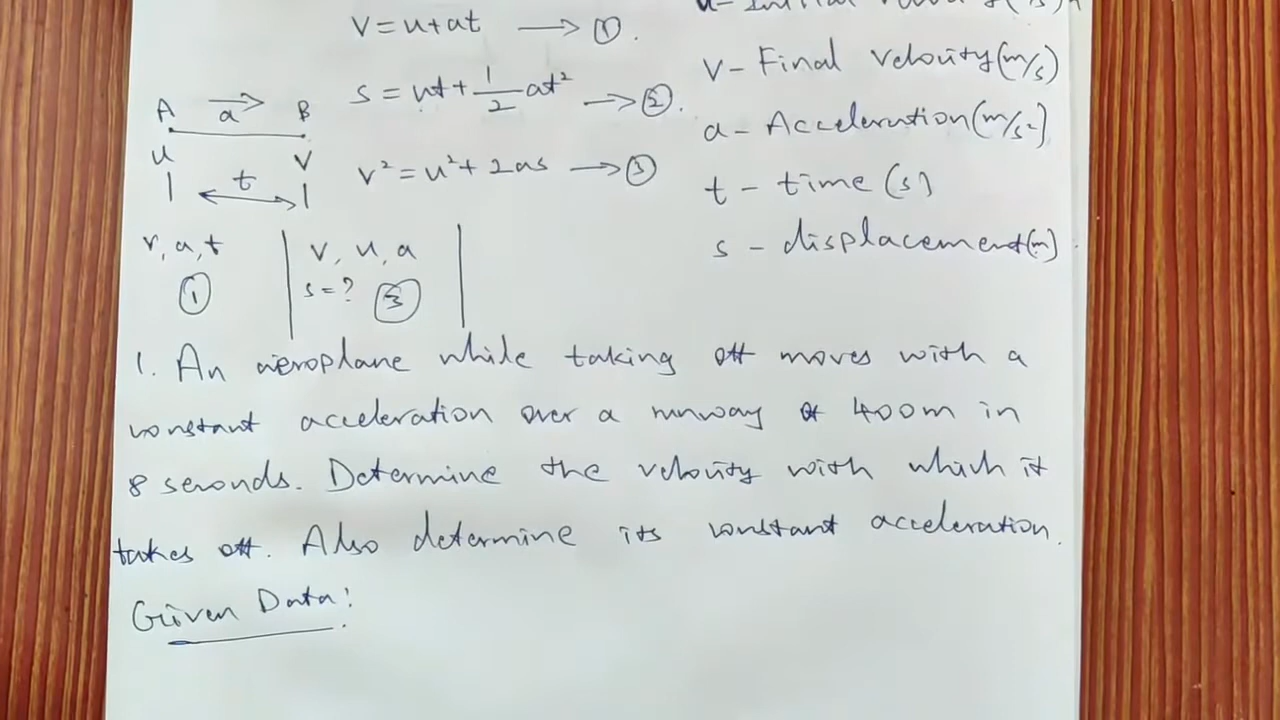 V = u+at → ①.
s = ut + 1/2 at² → ②.
v² = u² + 2as → ③
A a→ B
u v
t
v, u, t
①
v, u, a
s = ? ③
V - Final velocity (m/s)
a - Acceleration (m/s²)
t - time (s)
s - displacement (m).
1. An aeroplane while taking off moves with a
constant acceleration over a runway of 400m in
8 seconds. Determine the velocity with which it
takes off. Also determine its constant acceleration.
Given Data: